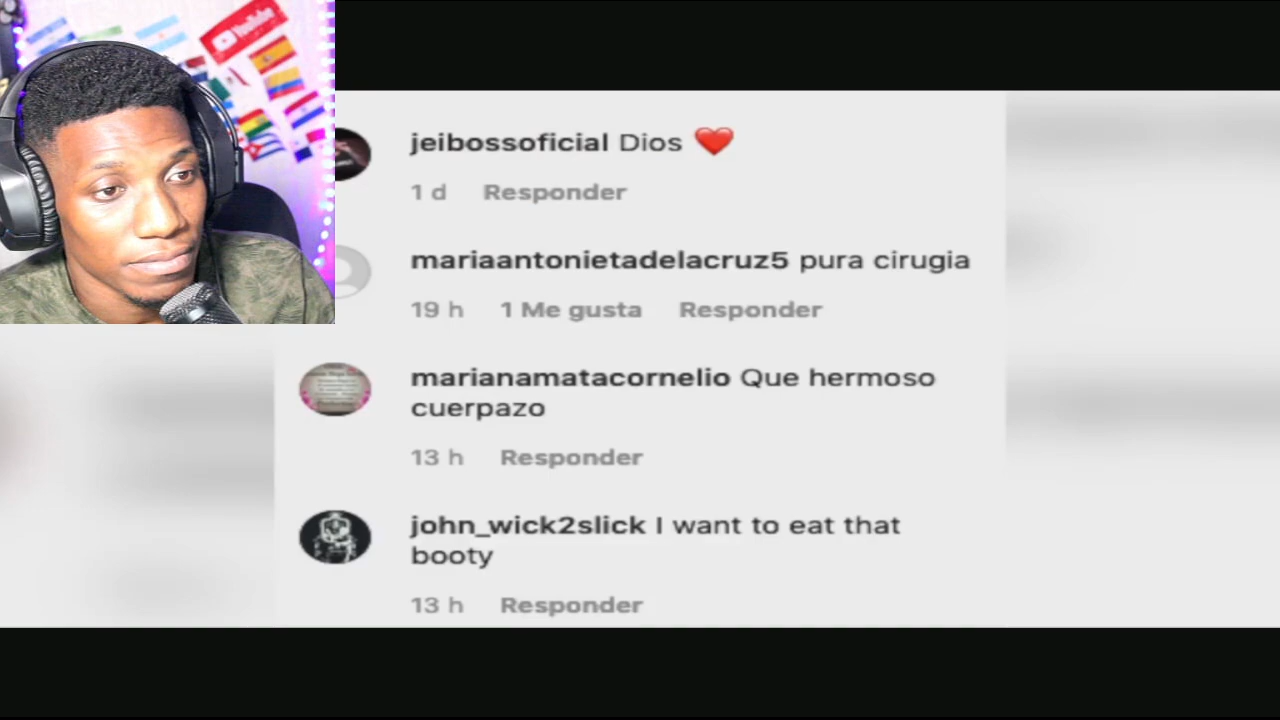 YouTube
jeibossoficial Dios ❤️
1 d Responder
mariaantonietadelacruz5 pura cirugia
19 h 1 Me gusta Responder
marianamatacornelio Que hermoso
cuerpazo
13 h Responder
john_wick2slick I want to eat that
booty
13 h Responder